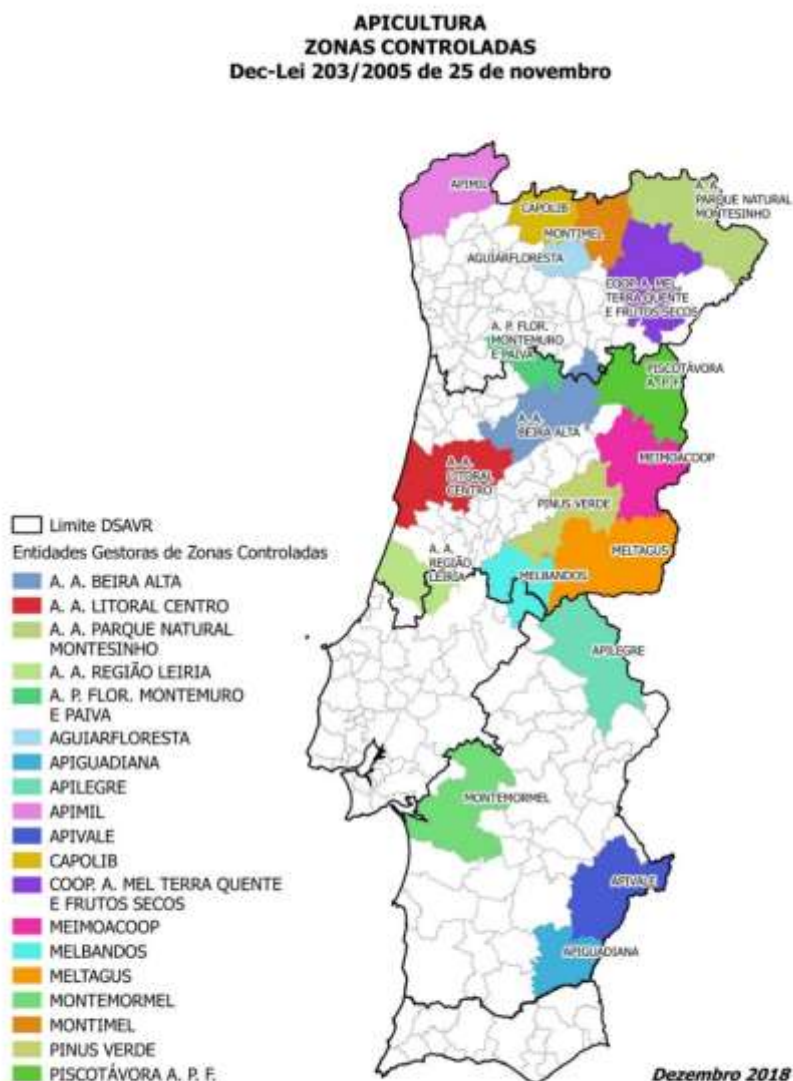 APICULTURA
ZONAS CONTROLADAS
Dec-Lei 203/2005 de 25 de novembro
APIMIL
CAPOLIB
MONTIMEL
A. A.
PARQUE NATURAL
MONTESINHO
AGUIARFLORESTA
COOP. A. MEL
TERRA QUENTE
E FRUTOS SECOS
A. P. FLOR.
MONTEMURO
E PAIVA
PISCOTÁVORA
A. P. F.
A. A.
BEIRA ALTA
MEIMOACOOP
A. A.
LITORAL
CENTRO
PINUS VERDE
A. A.
REGIÃO
LEIRIA
MELBANDOS
MELTAGUS
APILEGRE
MONTEMORMEL
APIVALE
APIGUADIANA
Limite DSAVR
Entidades Gestoras de Zonas Controladas
A. A. BEIRA ALTA
A. A. LITORAL CENTRO
A. A. PARQUE NATURAL
MONTESINHO
A. A. REGIÃO LEIRIA
A. P. FLOR. MONTEMURO
E PAIVA
AGUIARFLORESTA
APIGUADIANA
APILEGRE
APIMIL
APIVALE
CAPOLIB
COOP. A. MEL TERRA QUENTE
E FRUTOS SECOS
MEIMOACOOP
MELBANDOS
MELTAGUS
MONTEMORMEL
MONTIMEL
PINUS VERDE
PISCOTÁVORA A. P. F.
Dezembro 2018